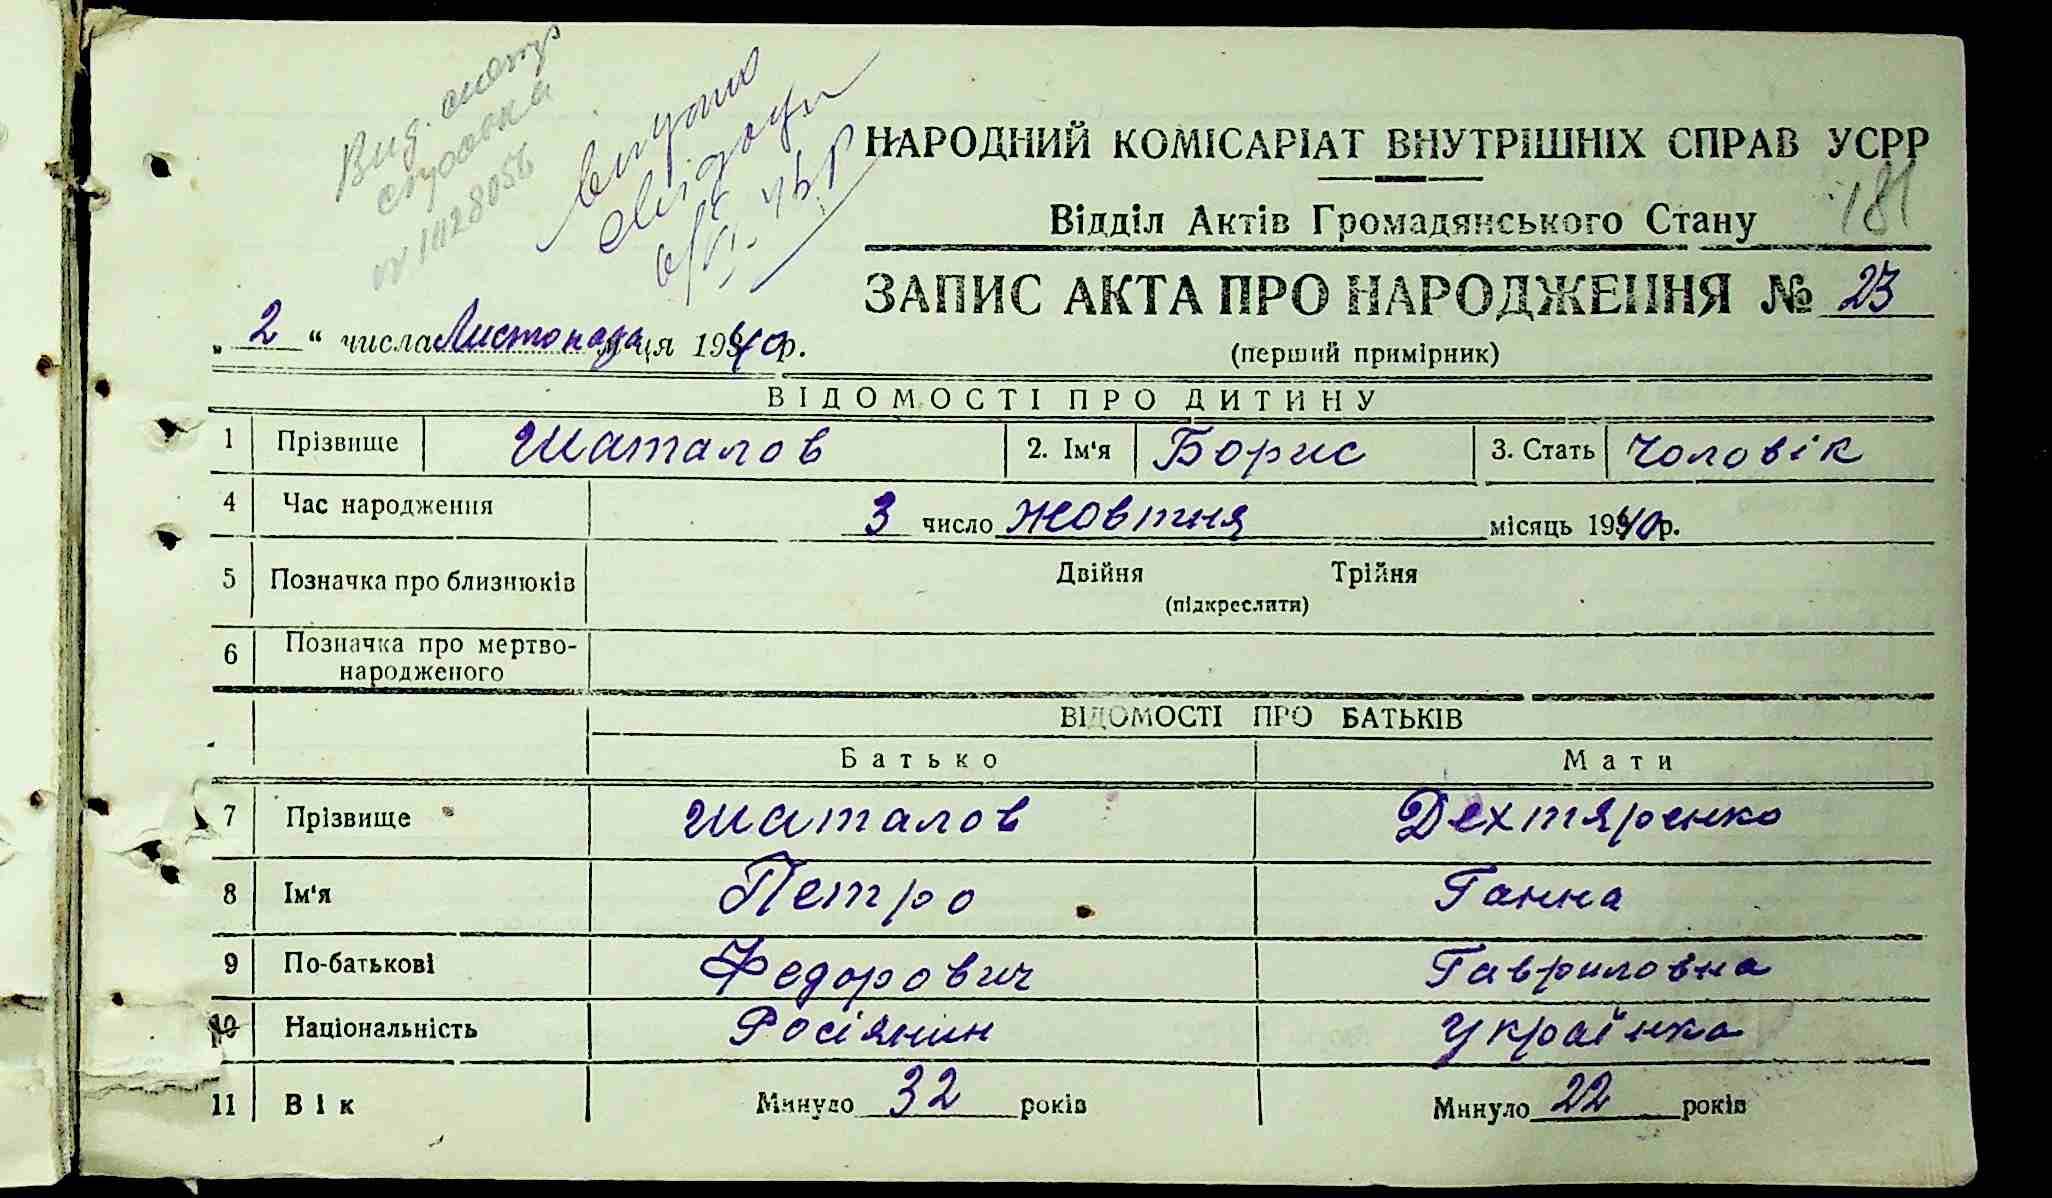 Вид.
1128056
НАРОДНИЙ КОМІСАРІАТ ВНУТРІШНІХ СПРАВ УСРР
181
Відділ Актів Громадянського Стану
ЗАПИС АКТА ПРО НАРОДЖЕННЯ № 23
„ 2 “ числа Листопада м-ця 1940 р.
(перший примірник)
ВІДОМОСТІ ПРО ДИТИНУ
1 Прізвище Шаталов 2. Ім'я Борис 3. Стать Чоловік
4 Час народження 3 число жовтня місяць 1940 р.
5 Позначка про близнюків Двійня Трійня
(підкреслити)
6 Позначка про мертво-
народженого
ВІДОМОСТІ ПРО БАТЬКІВ
Батько Мати
7 Прізвище Шаталов Дехтяренко
8 Ім'я Петро Ганна
9 По-батькові Федорович Гавриловна
10 Національність Росіянин Українка
11 Вік Минуло 32 років Минуло 22 років